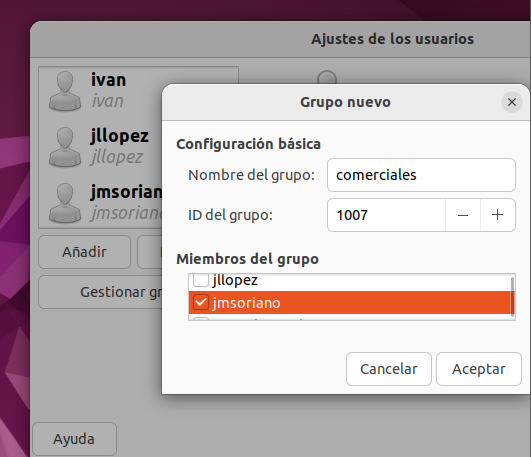 Ajustes de los usuarios
ivan
ivan
jllopez
jllopez
jmsoriano
Añadir
Gestionar gr
Ayuda
Grupo nuevo
Configuración básica
Nombre del grupo: comerciales
ID del grupo: 1007
Miembros del grupo
jllopez
jmsoriano
Cancelar Aceptar